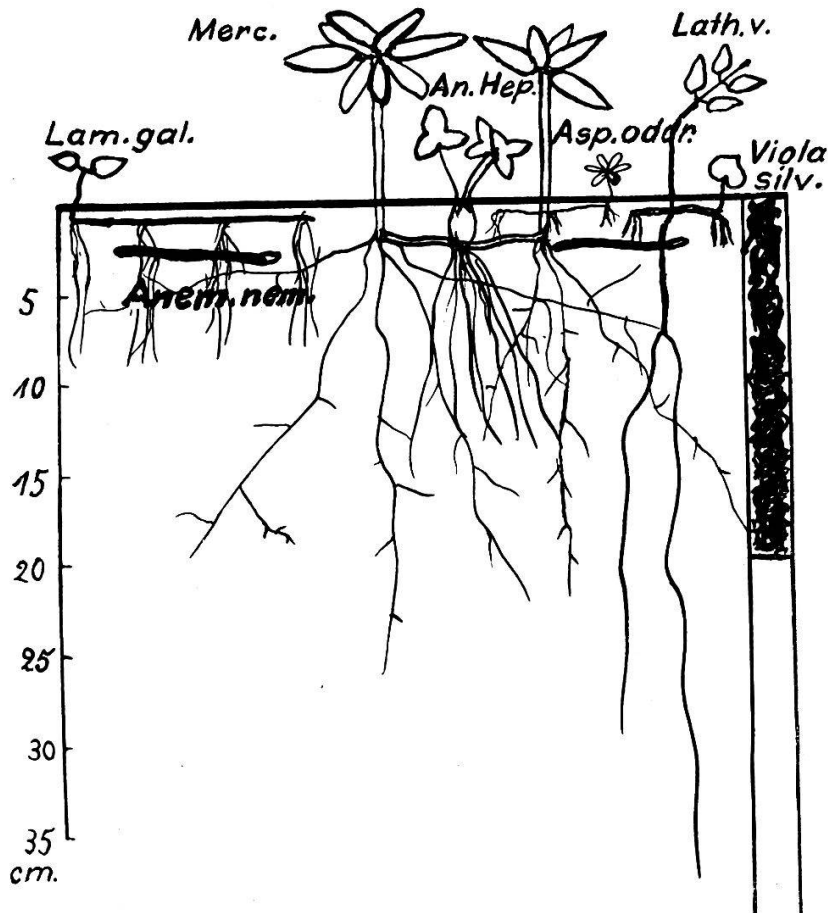 Merc.
Lath.v.
An.Hep.
Lam.gal.
Asp.odor.
Viola
silv.
Anem.nem.
5
10
15
20
25
30
35
cm.